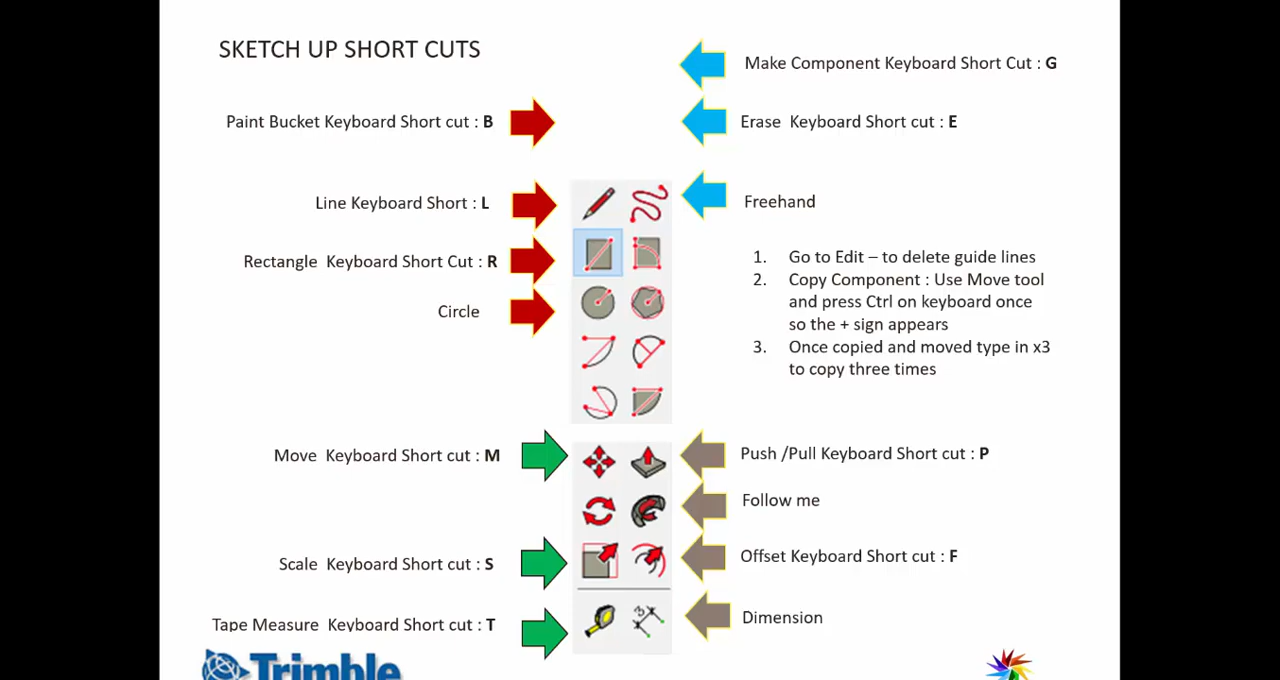 SKETCH UP SHORT CUTS
Make Component Keyboard Short Cut : G
Paint Bucket Keyboard Short cut : B
Erase Keyboard Short cut : E
Line Keyboard Short : L
Freehand
Rectangle Keyboard Short Cut : R
Circle
1. Go to Edit – to delete guide lines
2. Copy Component : Use Move tool
and press Ctrl on keyboard once
so the + sign appears
3. Once copied and moved type in x3
to copy three times
Move Keyboard Short cut : M
Push /Pull Keyboard Short cut : P
Follow me
Scale Keyboard Short cut : S
Offset Keyboard Short cut : F
Tape Measure Keyboard Short cut : T
Dimension
Trimble